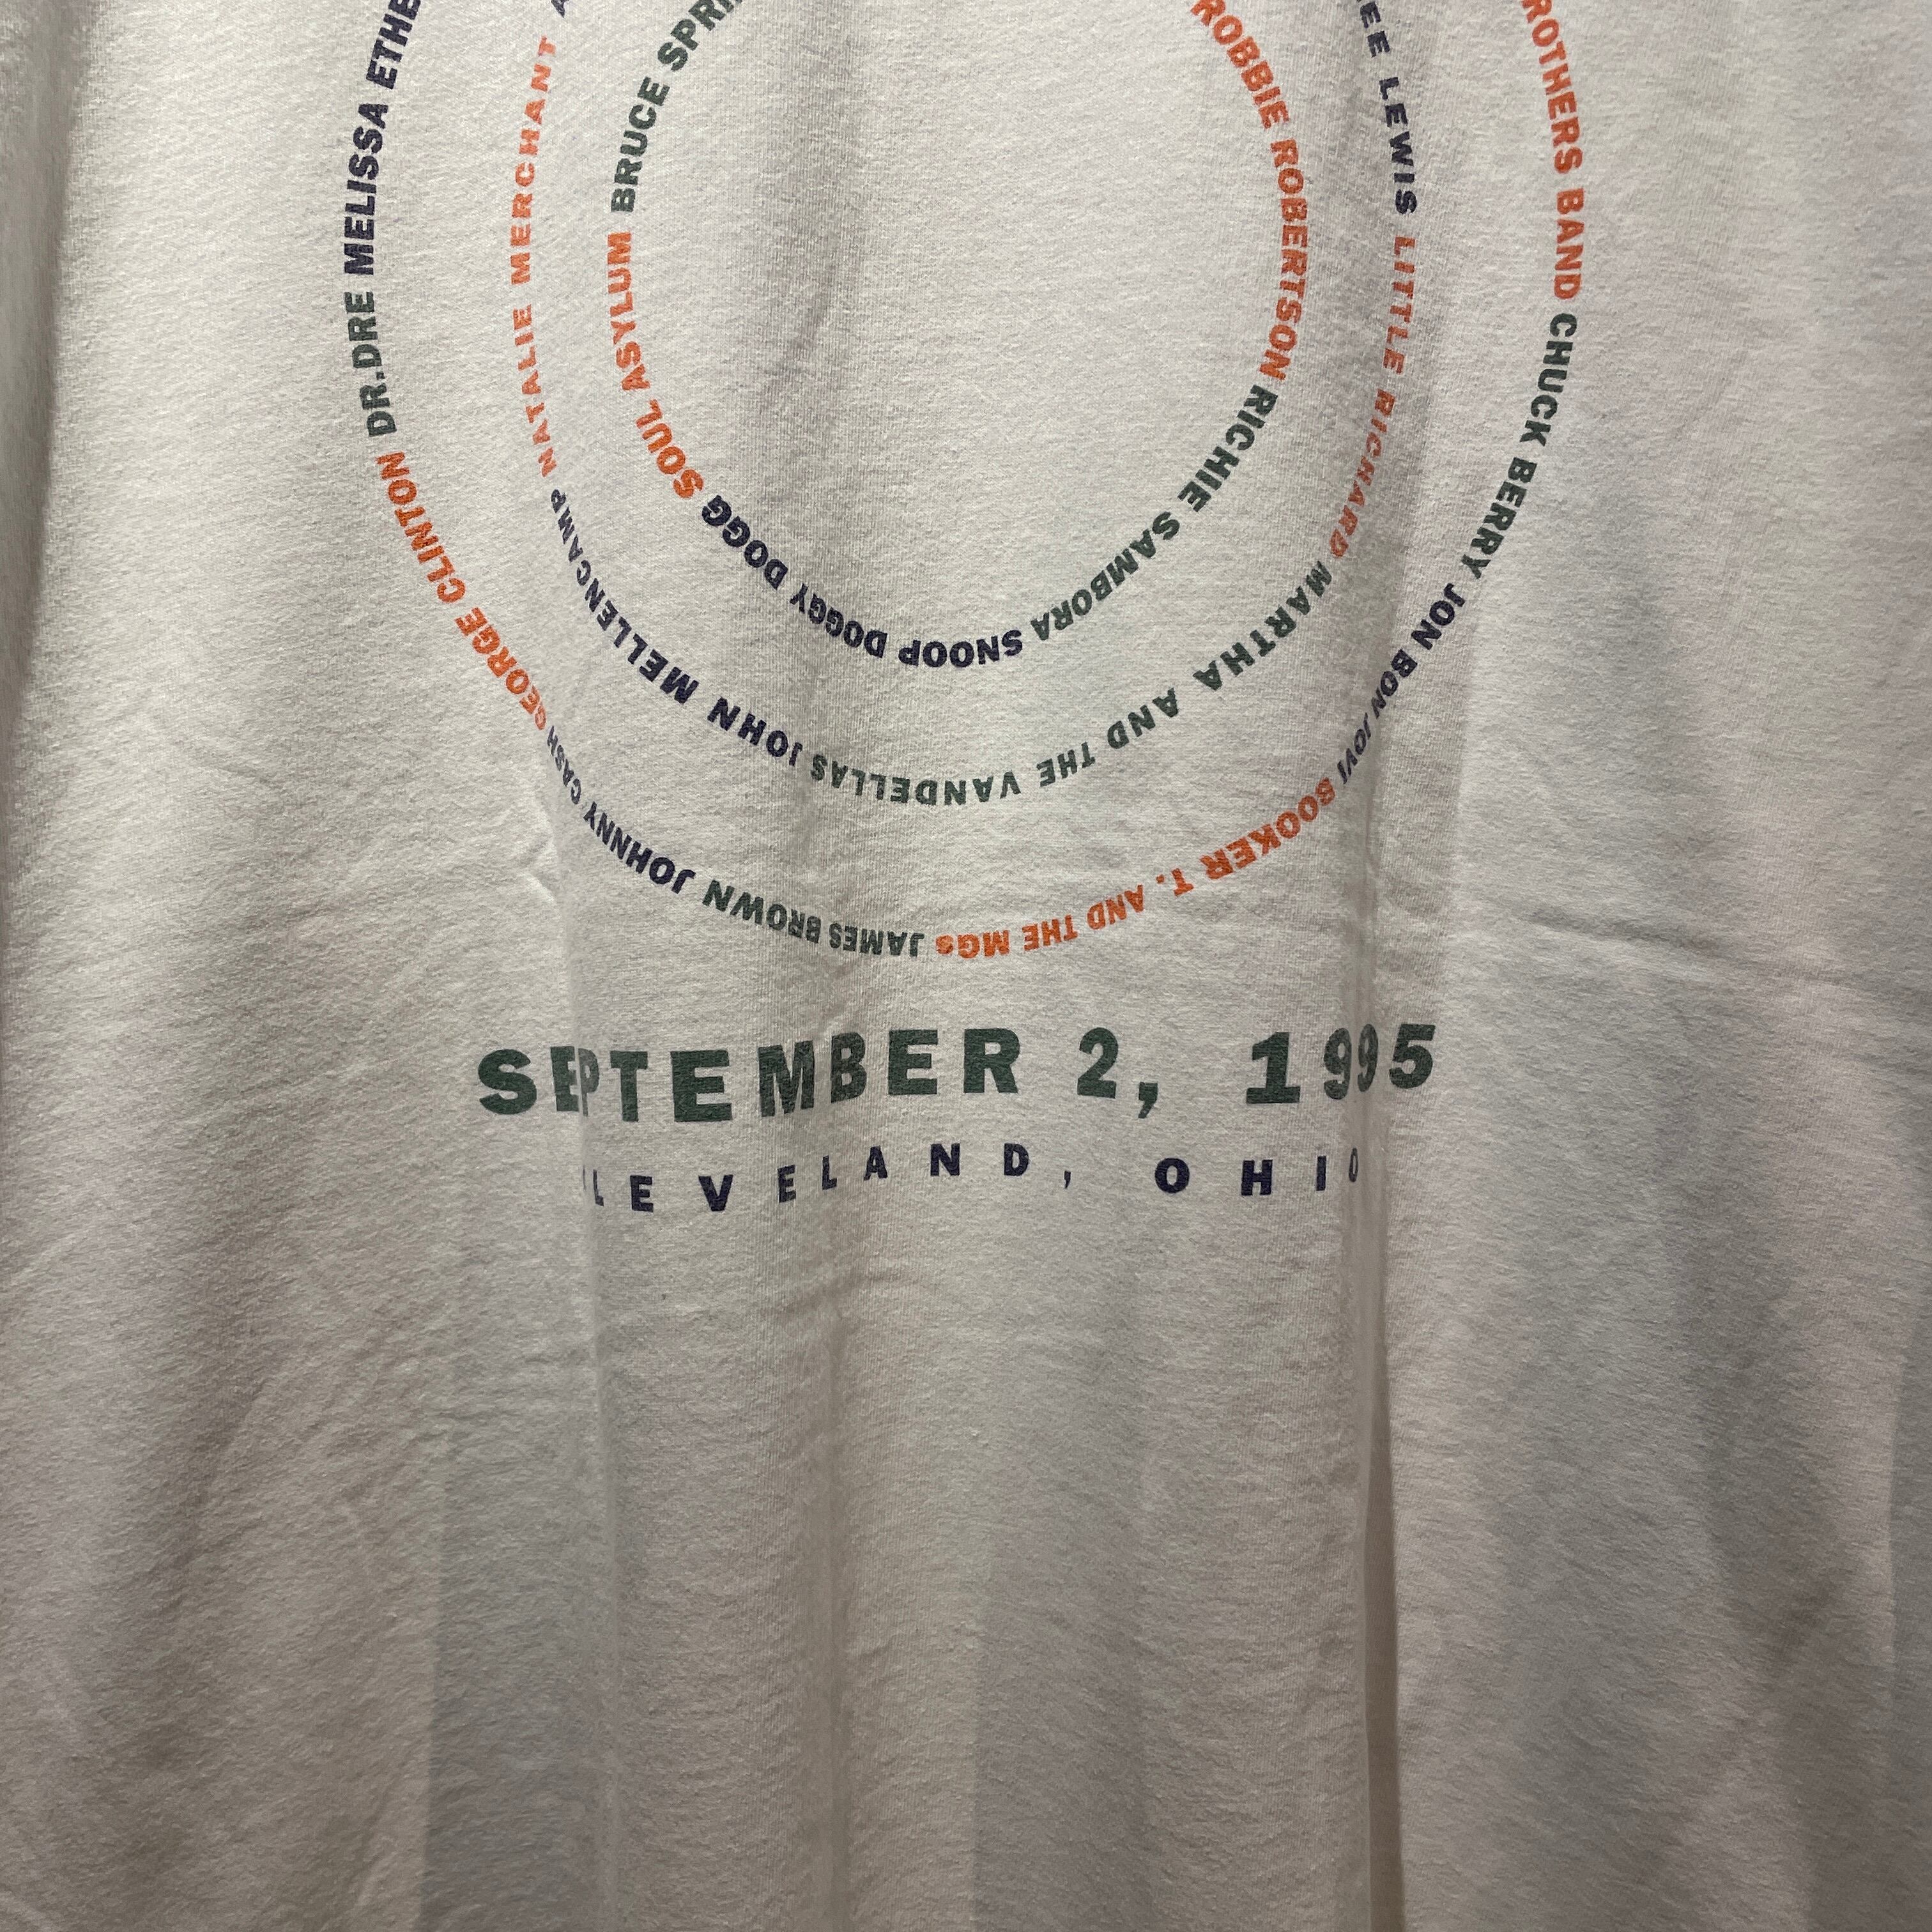 ROTHERS BAND CHUCK BERRY JON BON JOVI BOOKER T. AND THE MGs JAMES BROWN JOHNNY CASH GEORGE CLINTON DR.DRE MELISSA ETHE
EE LEWIS LITTLE RICHARD MARTHA AND THE VANDELLAS JOHN MELLENCAMP NATALIE MERCHANT A
ROBBIE ROBERTSON RICHIE SAMBORA SNOOP DOGGY DOGG SOUL ASYLUM BRUCE SPRI
SEPTEMBER 2, 1995
CLEVELAND, OHIO